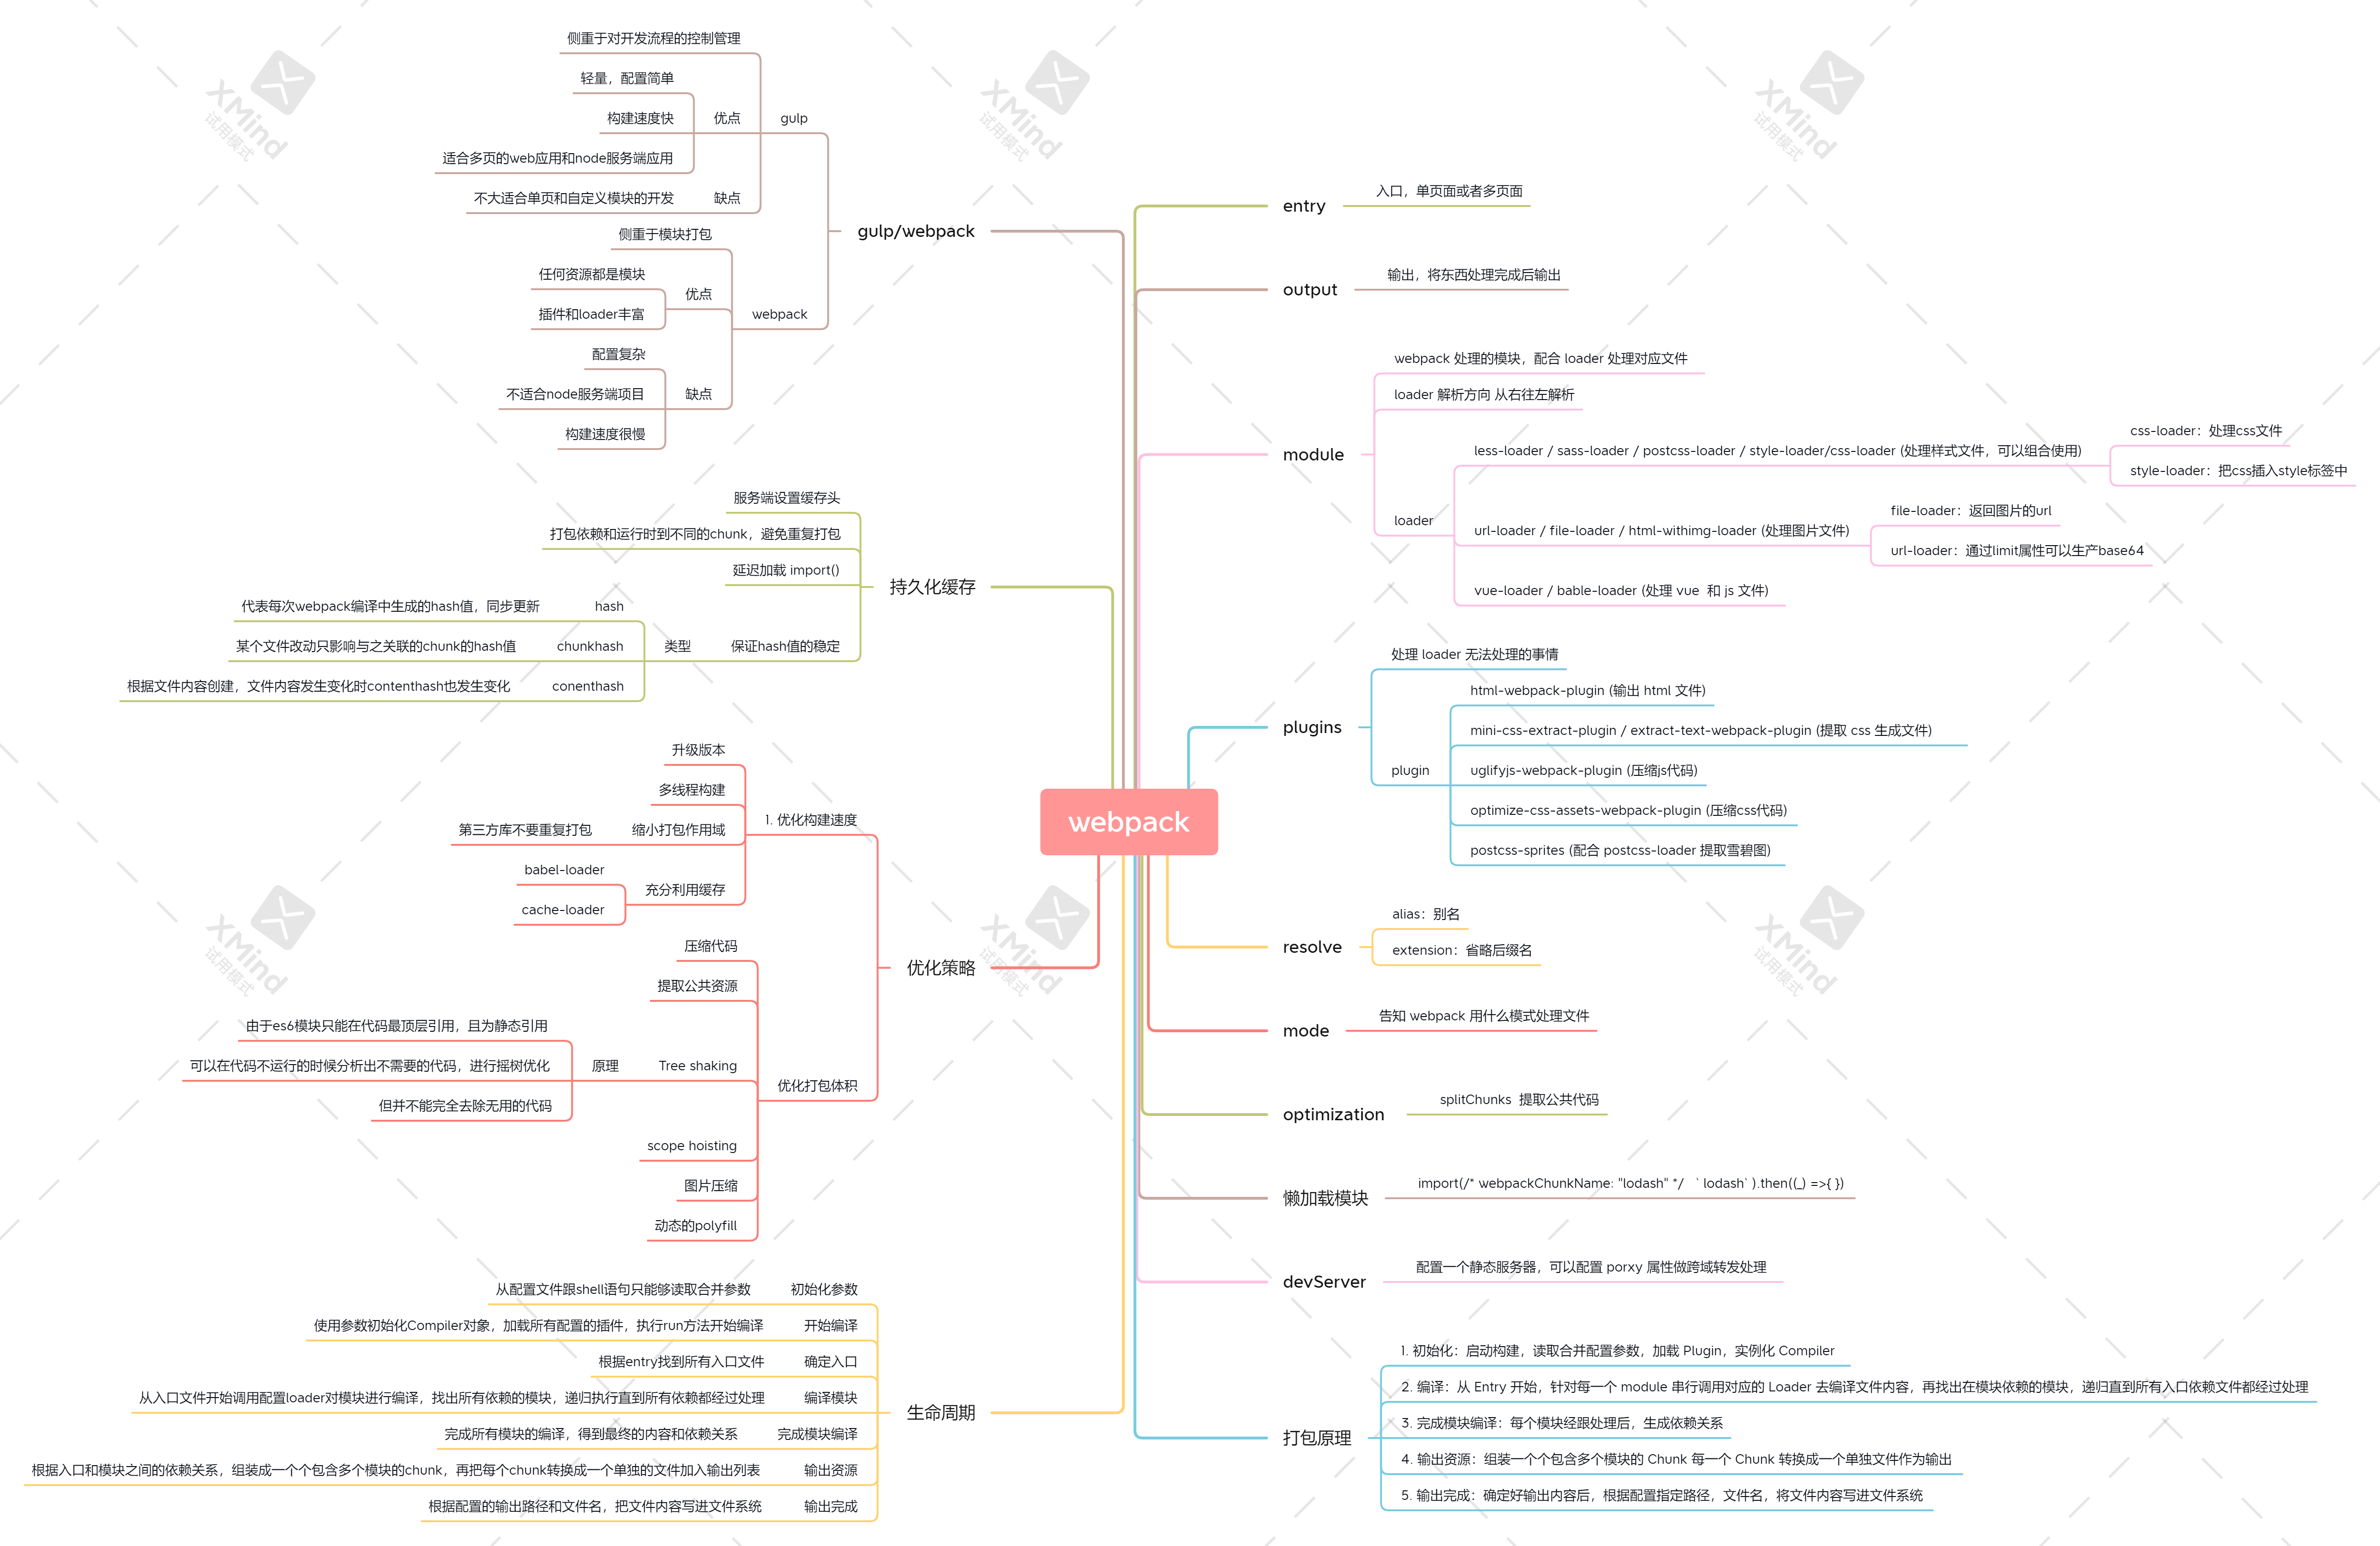 webpack
entry
入口，单页面或者多页面
output
输出，将东西处理完成后输出
module
webpack 处理的模块，配合 loader 处理对应文件
loader 解析方向 从右往左解析
loader
less-loader / sass-loader / postcss-loader / style-loader/css-loader (处理样式文件，可以组合使用)
css-loader：处理css文件
style-loader：把css插入style标签中
url-loader / file-loader / html-withimg-loader (处理图片文件)
file-loader：返回图片的url
url-loader：通过limit属性可以生产base64
vue-loader / bable-loader (处理 vue  和 js 文件)
plugins
处理 loader 无法处理的事情
plugin
html-webpack-plugin (输出 html 文件)
mini-css-extract-plugin / extract-text-webpack-plugin (提取 css 生成文件)
uglifyjs-webpack-plugin (压缩js代码)
optimize-css-assets-webpack-plugin (压缩css代码)
postcss-sprites (配合 postcss-loader 提取雪碧图)
resolve
alias：别名
extension：省略后缀名
mode
告知 webpack 用什么模式处理文件
optimization
splitChunks  提取公共代码
懒加载模块
import(/* webpackChunkName: "lodash" */   ` lodash` ).then((_) =>{ })
devServer
配置一个静态服务器，可以配置 porxy 属性做跨域转发处理
打包原理
1. 初始化：启动构建，读取合并配置参数，加载 Plugin，实例化 Compiler
2. 编译：从 Entry 开始，针对每一个 module 串行调用对应的 Loader 去编译文件内容，再找出在模块依赖的模块，递归直到所有入口依赖文件都经过处理
3. 完成模块编译：每个模块经跟处理后，生成依赖关系
4. 输出资源：组装一个个包含多个模块的 Chunk 每一个 Chunk 转换成一个单独文件作为输出
5. 输出完成：确定好输出内容后，根据配置指定路径，文件名，将文件内容写进文件系统
gulp/webpack
gulp
侧重于对开发流程的控制管理
优点
轻量，配置简单
构建速度快
适合多页的web应用和node服务端应用
缺点
不大适合单页和自定义模块的开发
webpack
侧重于模块打包
优点
任何资源都是模块
插件和loader丰富
缺点
配置复杂
不适合node服务端项目
构建速度很慢
持久化缓存
服务端设置缓存头
打包依赖和运行时到不同的chunk，避免重复打包
延迟加载 import()
保证hash值的稳定
类型
hash
代表每次webpack编译中生成的hash值，同步更新
chunkhash
某个文件改动只影响与之关联的chunk的hash值
conenthash
根据文件内容创建，文件内容发生变化时contenthash也发生变化
优化策略
1. 优化构建速度
升级版本
多线程构建
缩小打包作用域
第三方库不要重复打包
充分利用缓存
babel-loader
cache-loader
优化打包体积
压缩代码
提取公共资源
Tree shaking
原理
由于es6模块只能在代码最顶层引用，且为静态引用
可以在代码不运行的时候分析出不需要的代码，进行摇树优化
但并不能完全去除无用的代码
scope hoisting
图片压缩
动态的polyfill
生命周期
初始化参数
从配置文件跟shell语句只能够读取合并参数
开始编译
使用参数初始化Compiler对象，加载所有配置的插件，执行run方法开始编译
确定入口
根据entry找到所有入口文件
编译模块
从入口文件开始调用配置loader对模块进行编译，找出所有依赖的模块，递归执行直到所有依赖都经过处理
完成模块编译
完成所有模块的编译，得到最终的内容和依赖关系
输出资源
根据入口和模块之间的依赖关系，组装成一个个包含多个模块的chunk，再把每个chunk转换成一个单独的文件加入输出列表
输出完成
根据配置的输出路径和文件名，把文件内容写进文件系统
XMind
试用模式
XMind
试用模式
XMind
试用模式
XMind
试用模式
XMind
试用模式
XMind
试用模式